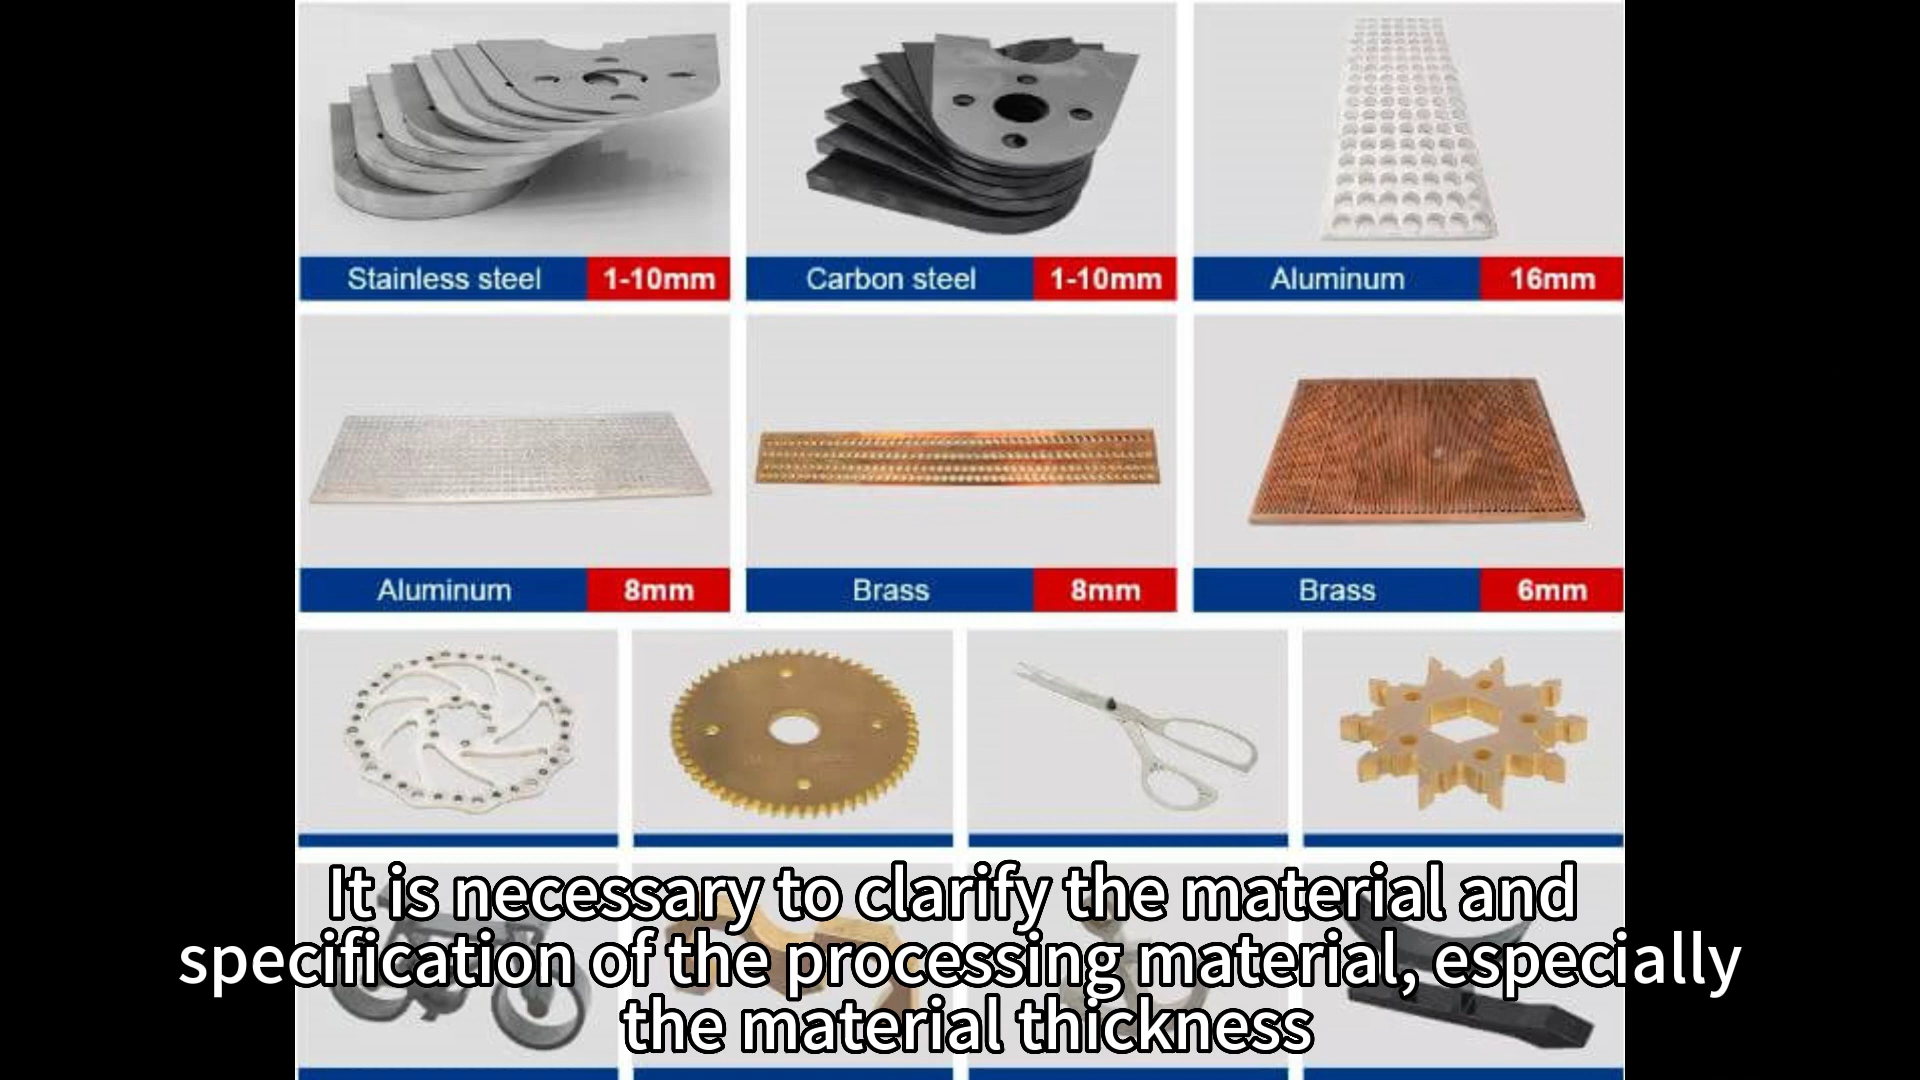 Stainless steel 1-10mm
Carbon steel 1-10mm
Aluminum 16mm
Aluminum 8mm
Brass 8mm
Brass 6mm
It is necessary to clarify the material and
specification of the processing material, especially
the material thickness